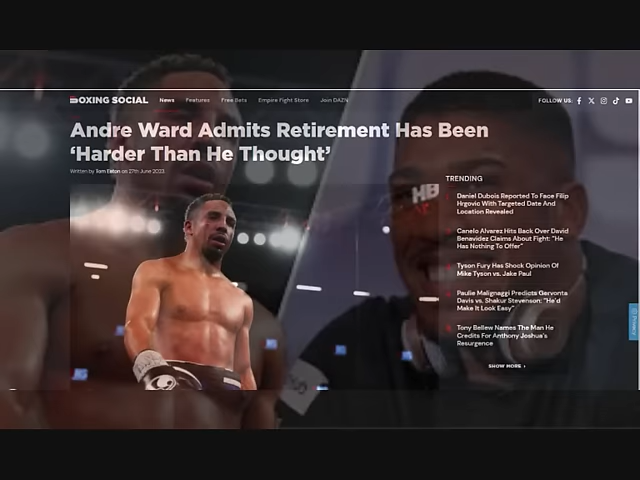 BOXING SOCIAL
News Features Free Bets Empire Fight Store Join DAZN
FOLLOW US:
Andre Ward Admits Retirement Has Been
‘Harder Than He Thought’
Written by Tom Eaton on 27th June 2023
TRENDING
Daniel Dubois Reported To Face Filip
Hrgovic With Targeted Date And
Location Revealed
Canelo Alvarez Hits Back Over David
Benavidez Claims About Fight: “He
Has Nothing To Offer”
Tyson Fury Has Shock Opinion Of
Mike Tyson vs. Jake Paul
Paulie Malignaggi Predicts Gervonta
Davis vs. Shakur Stevenson: “He’d
Make It Look Easy”
Tony Bellew Names The Man He
Credits For Anthony Joshua’s
Resurgence
SHOW MORE ›
Privacy